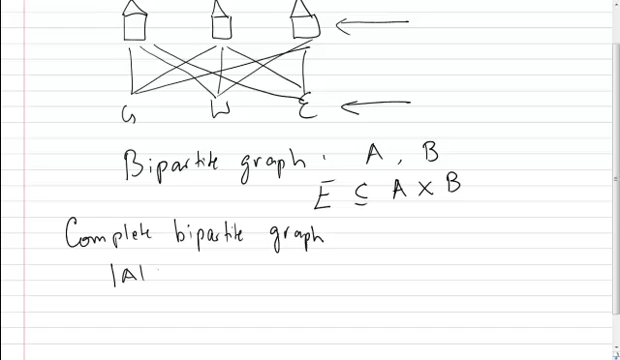 G W E
Bipartite graph. A, B
E ⊆ A × B
Complete bipartite graph
|A|